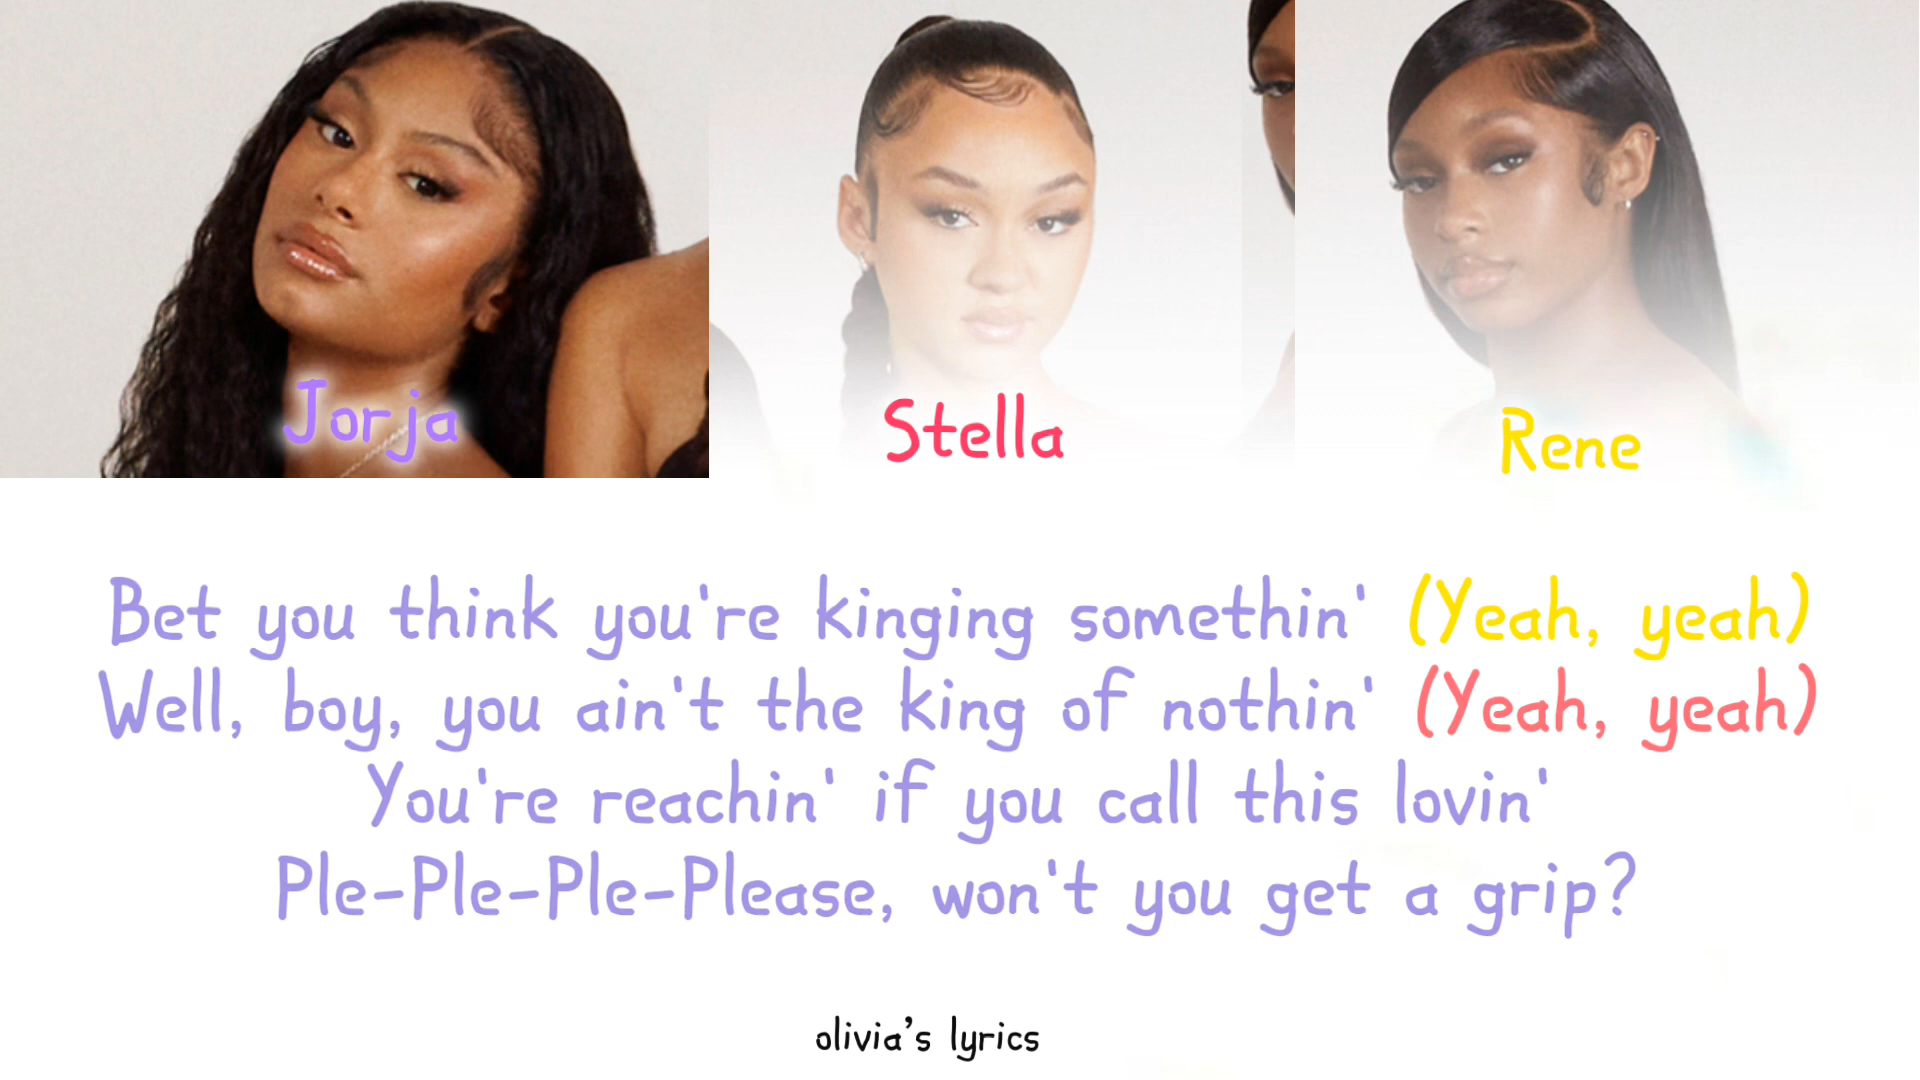 Jorja
Stella
Rene
Bet you think you're kinging somethin' (Yeah, yeah)
Well, boy, you ain't the king of nothin' (Yeah, yeah)
You're reachin' if you call this lovin'
Ple-Ple-Ple-Please, won't you get a grip?
olivia's lyrics